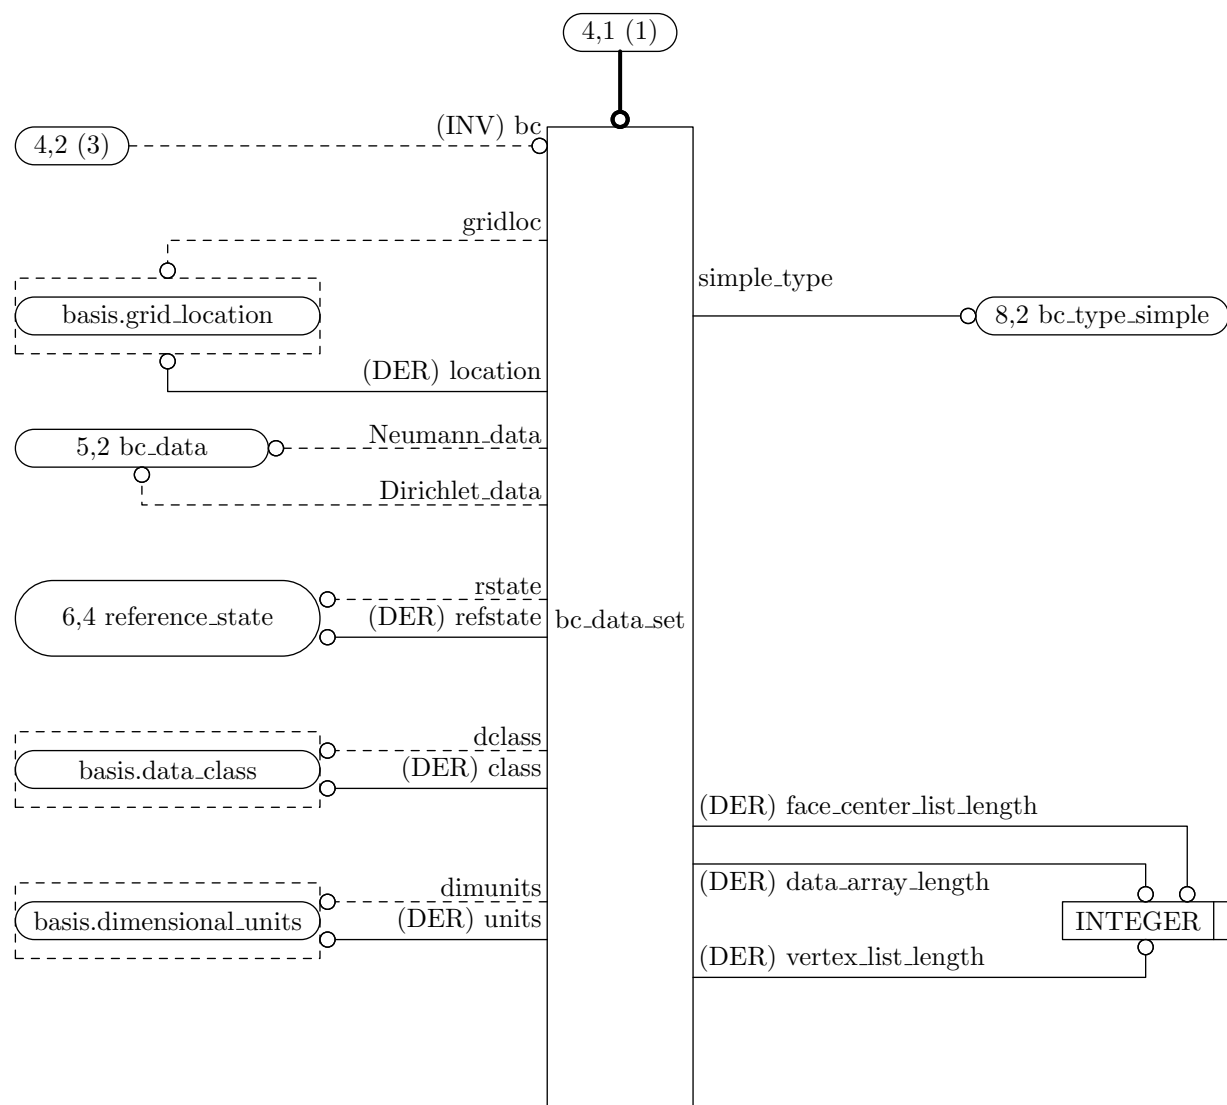 4,1 (1)
(INV) bc
4,2 (3)
gridloc
simple_type
basis.grid_location
8,2 bc_type_simple
(DER) location
Neumann_data
5,2 bc_data
Dirichlet_data
rstate
6,4 reference_state
(DER) refstate
bc_data_set
dclass
basis.data_class
(DER) class
(DER) face_center_list_length
dimunits
(DER) data_array_length
basis.dimensional_units
(DER) units
INTEGER
(DER) vertex_list_length